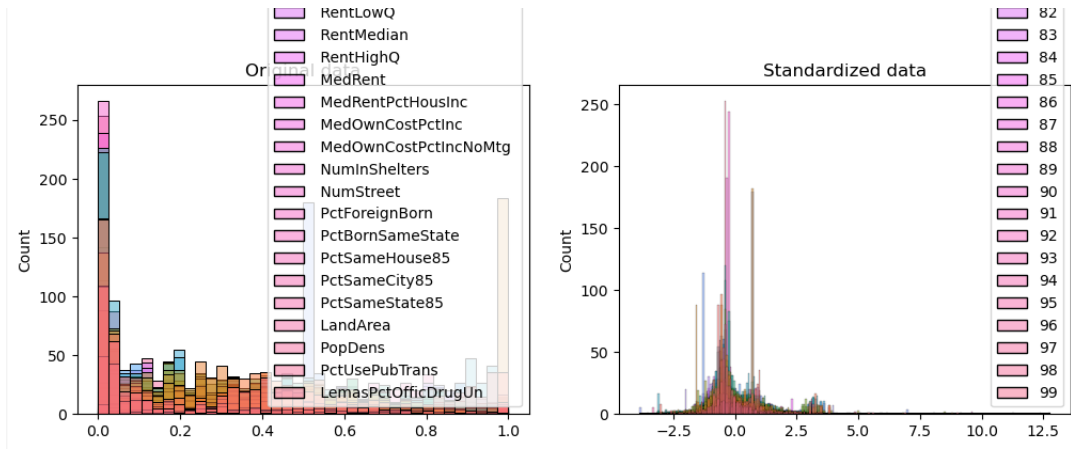 RentLowQ
RentMedian
RentHighQ
Original data
MedRent
MedRentPctHousInc
MedOwnCostPctInc
MedOwnCostPctIncNoMtg
NumInShelters
NumStreet
PctForeignBorn
PctBornSameState
PctSameHouse85
PctSameCity85
PctSameState85
LandArea
PopDens
PctUsePubTrans
LemasPctOfficDrugUn
Count
250
200
150
100
50
0
0.0 0.2 0.4 0.6 0.8 1.0
Standardized data
82
83
84
85
86
87
88
89
90
91
92
93
94
95
96
97
98
99
Count
250
200
150
100
50
0
−2.5 0.0 2.5 5.0 7.5 10.0 12.5